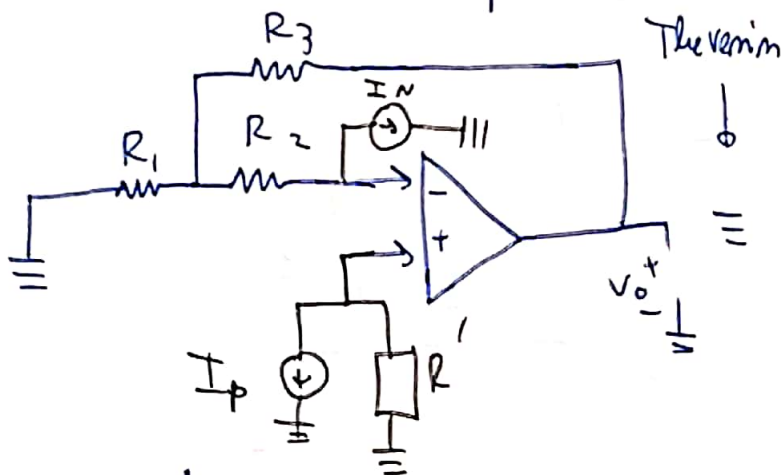 R3
Thevenin
IN
R2
R1
-
+
Vo
+
-
Ip
R'